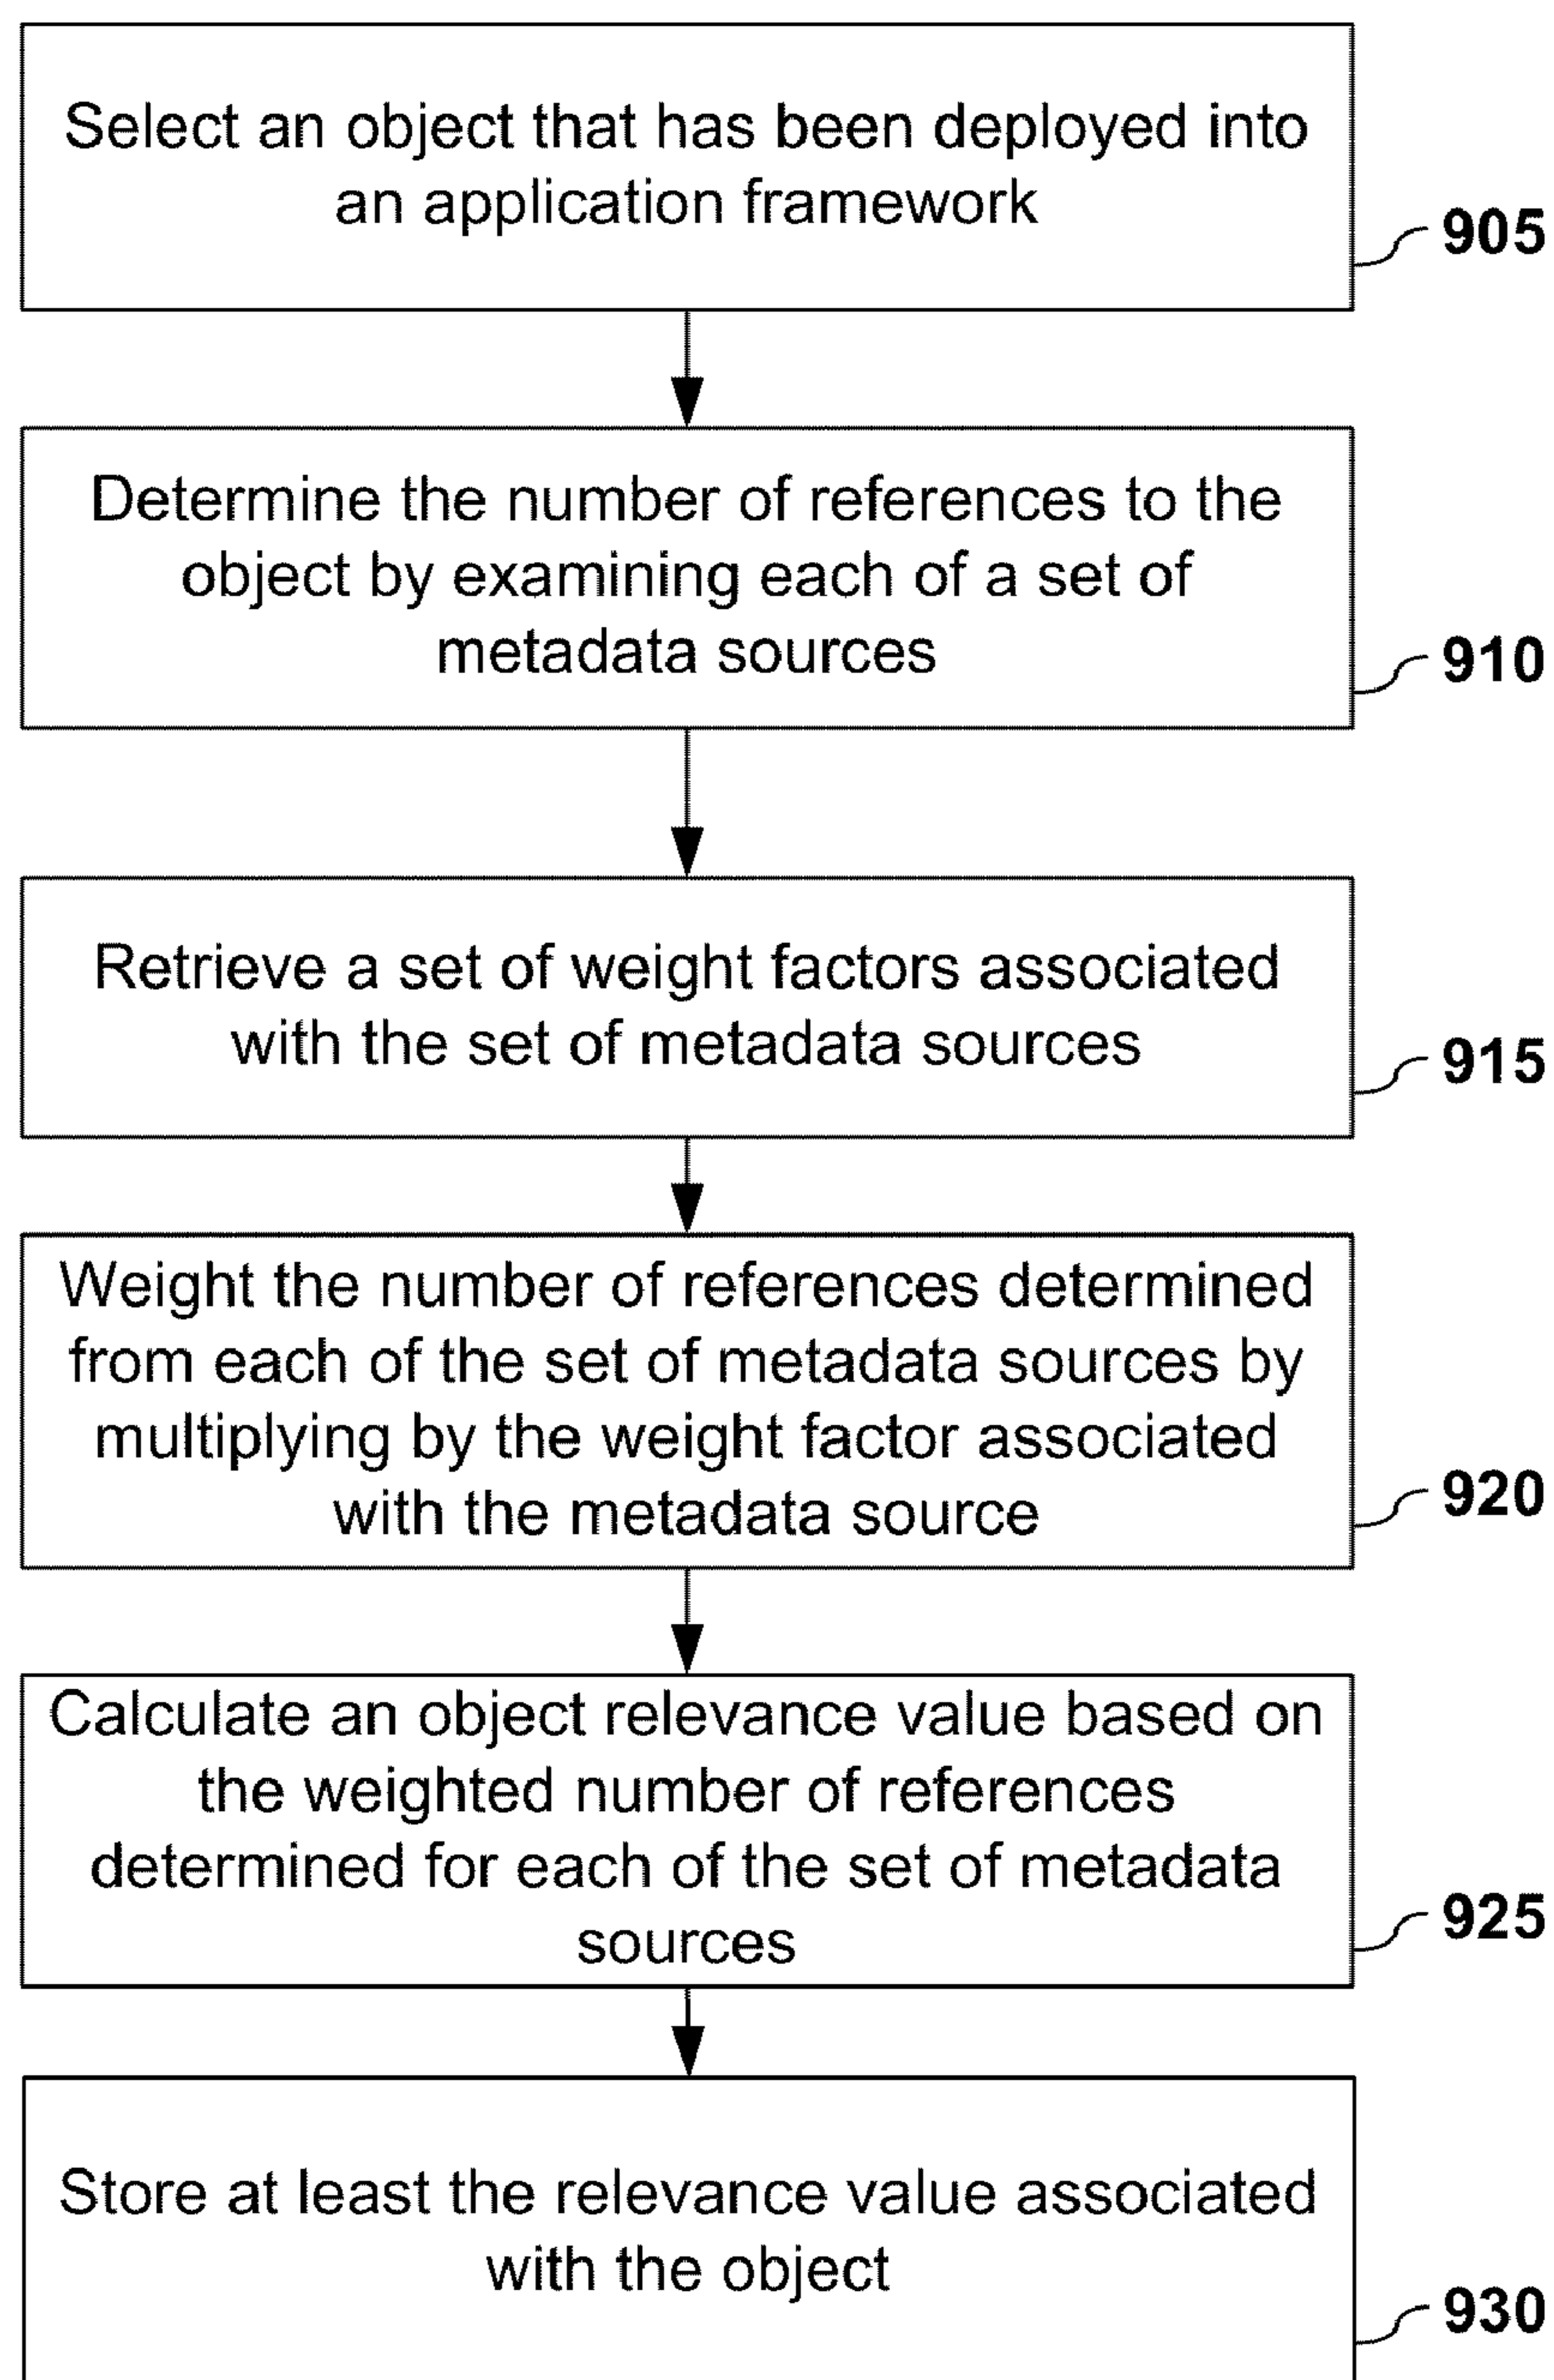 Select an object that has been deployed into
an application framework
905
Determine the number of references to the
object by examining each of a set of
metadata sources
910
Retrieve a set of weight factors associated
with the set of metadata sources
915
Weight the number of references determined
from each of the set of metadata sources by
multiplying by the weight factor associated
with the metadata source
920
Calculate an object relevance value based on
the weighted number of references
determined for each of the set of metadata
sources
925
Store at least the relevance value associated
with the object
930